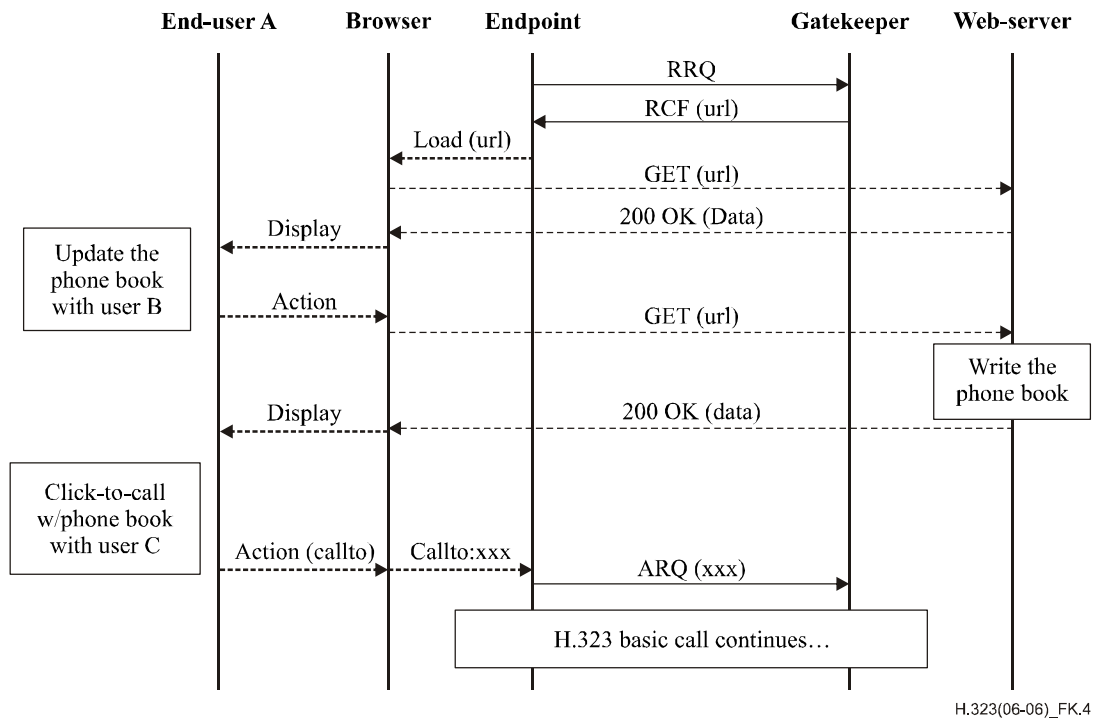 End-user A Browser Endpoint Gatekeeper Web-server
RRQ
RCF (url)
Load (url)
GET (url)
200 OK (Data)
Display
Update the
phone book
with user B
Action
GET (url)
Write the
phone book
200 OK (data)
Display
Click-to-call
w/phone book
with user C
Action (callto) Callto:xxx
ARQ (xxx)
H.323 basic call continues…
H.323(06-06)_FK.4